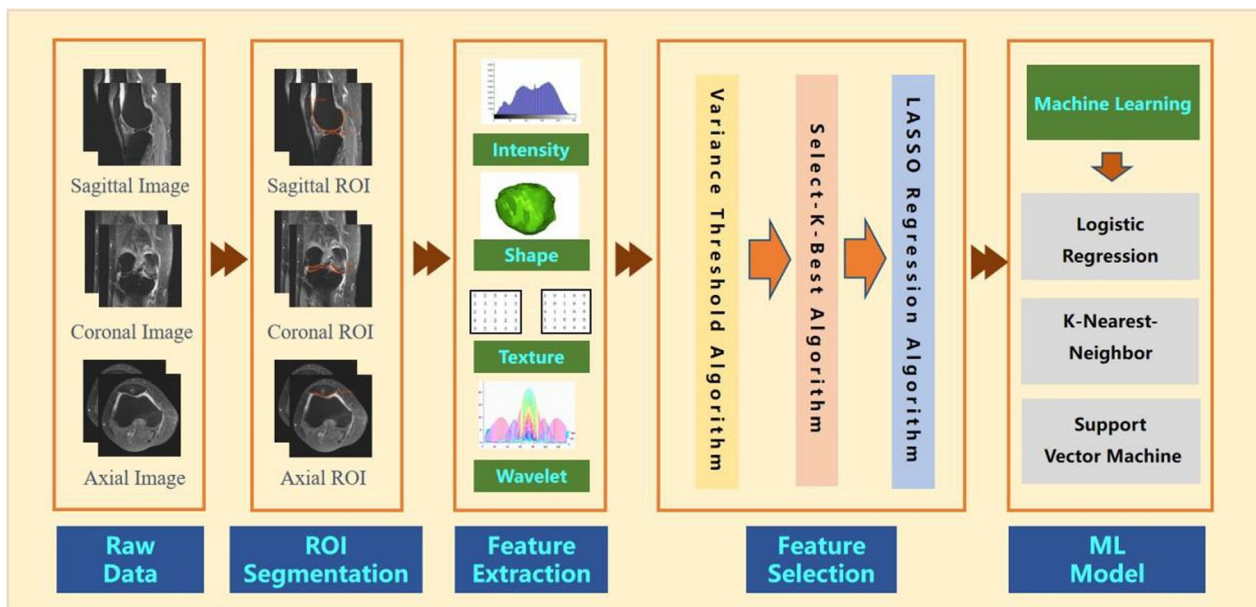 Sagittal Image
Coronal Image
Axial Image
Raw
Data
Sagittal ROI
Coronal ROI
Axial ROI
ROI
Segmentation
Intensity
Shape
Texture
Wavelet
Feature
Extraction
Variance Threshold Algorithm
Select-K-Best Algorithm
LASSO Regression Algorithm
Feature
Selection
Machine Learning
Logistic
Regression
K-Nearest-
Neighbor
Support
Vector Machine
ML
Model